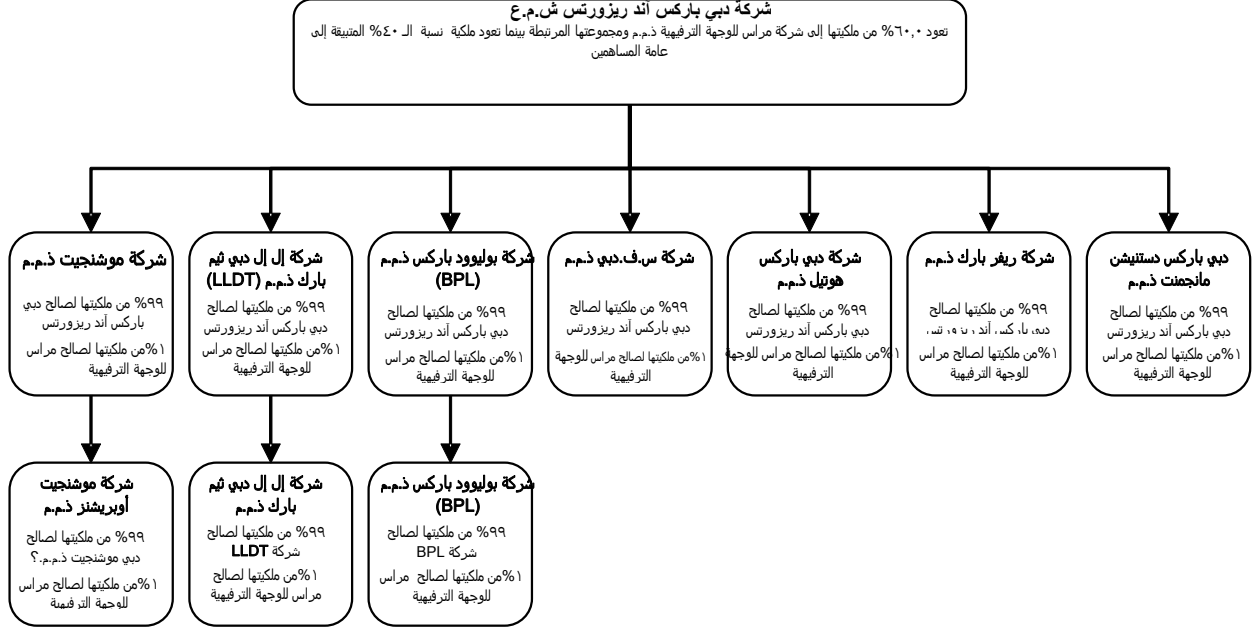 شركة دبي باركس آند ريزورتس ش.م.ع
تعود ٦٠,٠% من ملكيتها إلى شركة مراس للوجهة الترفيهية ذ.م.م ومجموعتها المرتبطة بينما تعود ملكية نسبة الـ ٤٠% المتبيقة إلى
عامة المساهمين
دبي باركس دستنيشن
مانجمنت ذ.م.م
٩٩% من ملكيتها لصالح
دبي باركس آند ريزورتس
١%من ملكيتها لصالح مراس
للوجهة الترفيهية
شركة ريفر بارك ذ.م.م
٩٩% من ملكيتها لصالح
دبي باركس آند ريزورتس
١%من ملكيتها لصالح مراس
للوجهة الترفيهية
شركة دبي باركس
هوتيل ذ.م.م
٩٩% من ملكيتها لصالح
دبي باركس آند ريزورتس
١%من ملكيتها لصالح مراس للوجهة
الترفيهية
شركة س.ف.دبي ذ.م.م
٩٩% من ملكيتها لصالح
دبي باركس آند ريزورتس
١%من ملكيتها لصالح مراس للوجهة
الترفيهية
شركة بوليوود باركس ذ.م.م
(BPL)
٩٩% من ملكيتها لصالح
دبي باركس آند ريزورتس
١%من ملكيتها لصالح مراس
للوجهة الترفيهية
شركة إل إل دبي ثيم
بارك ذ.م.م (LLDT)
٩٩% من ملكيتها لصالح
دبي باركس آند ريزورتس
١%من ملكيتها لصالح مراس
للوجهة الترفيهية
شركة موشنجيت ذ.م.م
٩٩% من ملكيتها لصالح دبي
باركس آند ريزورتس
١%من ملكيتها لصالح مراس
للوجهة الترفيهية
شركة بوليوود باركس ذ.م.م
(BPL)
٩٩% من ملكيتها لصالح
شركة BPL
١%من ملكيتها لصالح مراس
للوجهة الترفيهية
شركة إل إل دبي ثيم
بارك ذ.م.م
٩٩% من ملكيتها لصالح
شركة LLDT
١%من ملكيتها لصالح
مراس للوجهة الترفيهية
شركة موشنجيت
أوبريشنز ذ.م.م
٩٩% من ملكيتها لصالح
دبي موشنجيت ذ.م.م.؟
١%من ملكيتها لصالح مراس
للوجهة الترفيهية